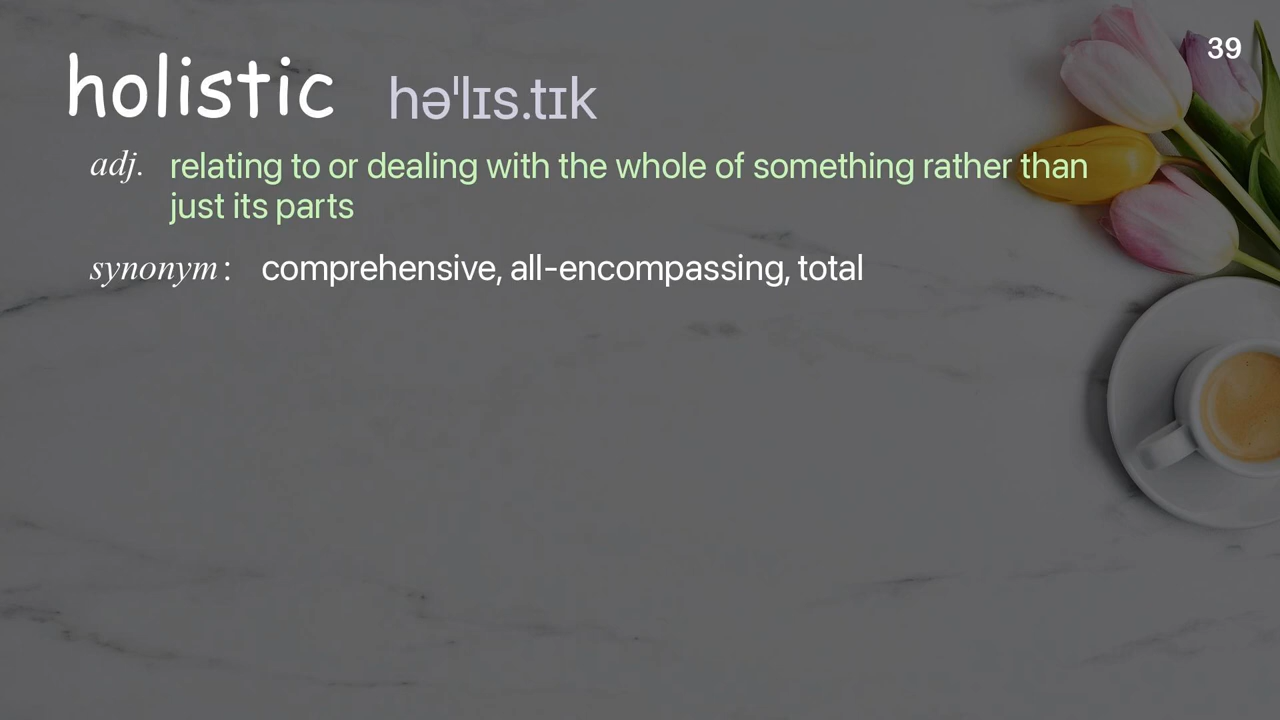 39
holistic həˈlɪs.tɪk
adj. relating to or dealing with the whole of something rather than
just its parts
synonym: comprehensive, all-encompassing, total